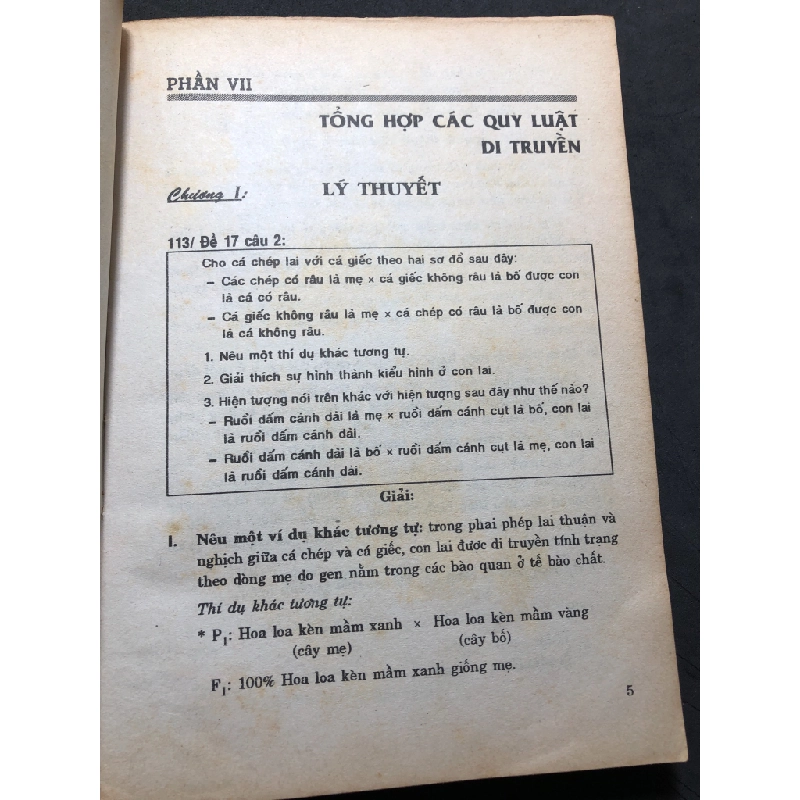 PHẦN VII
TỔNG HỢP CÁC QUY LUẬT
DI TRUYỀN
Chương I: LÝ THUYẾT
113/ Đề 17 câu 2:
Cho cá chép lai với cá giếc theo hai sơ đồ sau đây:
– Các chép có râu là mẹ × cá giếc không râu là bố được con
là cá có râu.
– Cá giếc không râu là mẹ × cá chép có râu là bố được con
là cá không râu.
1. Nêu một thí dụ khác tương tự.
2. Giải thích sự hình thành kiểu hình ở con lai.
3. Hiện tượng nói trên khác với hiện tượng sau đây như thế nào?
– Ruồi dấm cánh dài là mẹ × ruồi dấm cánh cụt là bố, con lai
là ruồi dấm cánh dài.
– Ruồi dấm cánh dài là bố × ruồi dấm cánh cụt là mẹ, con lai
là ruồi dấm cánh dài.
Giải:
I. Nêu một ví dụ khác tương tự: trong phai phép lai thuận và
nghịch giữa cá chép và cá giếc, con lai được di truyền tính trạng
theo dòng mẹ do gen nằm trong các bào quan ở tế bào chất.
Thí dụ khác tương tự:
* P₁: Hoa loa kèn mầm xanh × Hoa loa kèn mầm vàng
(cây mẹ) (cây bố)
F₁: 100% Hoa loa kèn mầm xanh giống mẹ.
5